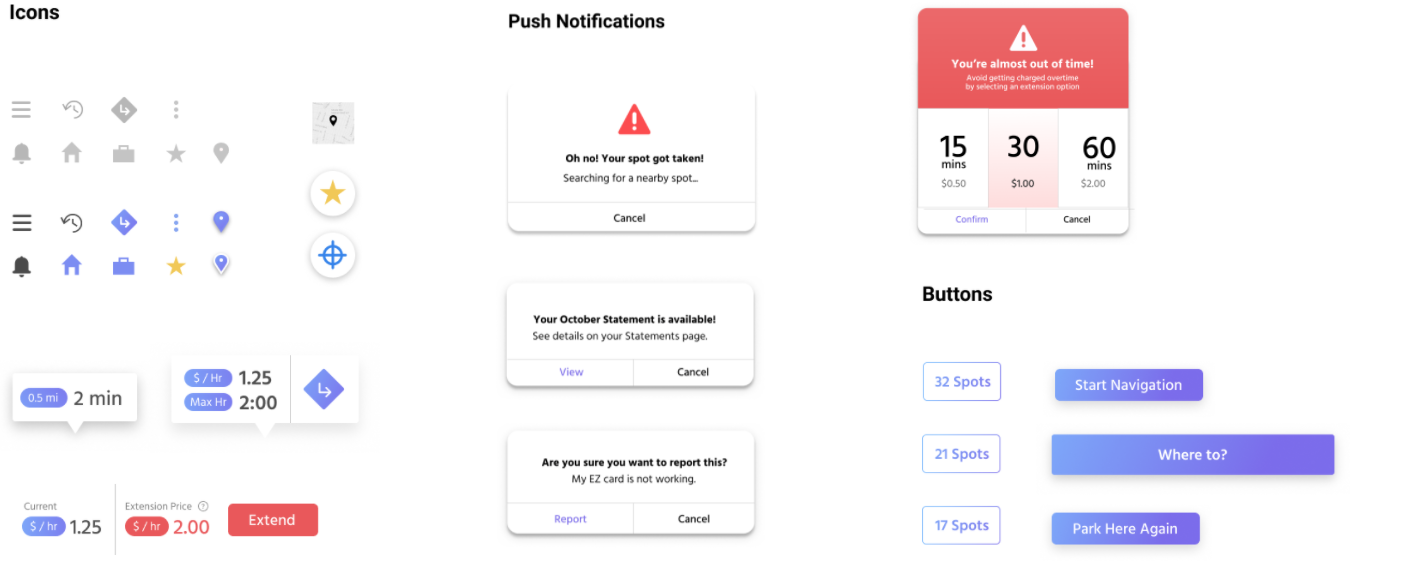 Icons
0.5 mi 2 min
$ / Hr 1.25
Max Hr 2:00
Current
$ / hr 1.25
Extension Price ?
$ / hr 2.00
Extend
Push Notifications
Oh no! Your spot got taken!
Searching for a nearby spot...
Cancel
Your October Statement is available!
See details on your Statements page.
View Cancel
Are you sure you want to report this?
My EZ card is not working.
Report Cancel
You're almost out of time!
Avoid getting charged overtime
by selecting an extension option
15 30 60
mins mins
$0.50 $1.00 $2.00
Confirm Cancel
Buttons
32 Spots Start Navigation
21 Spots Where to?
17 Spots Park Here Again